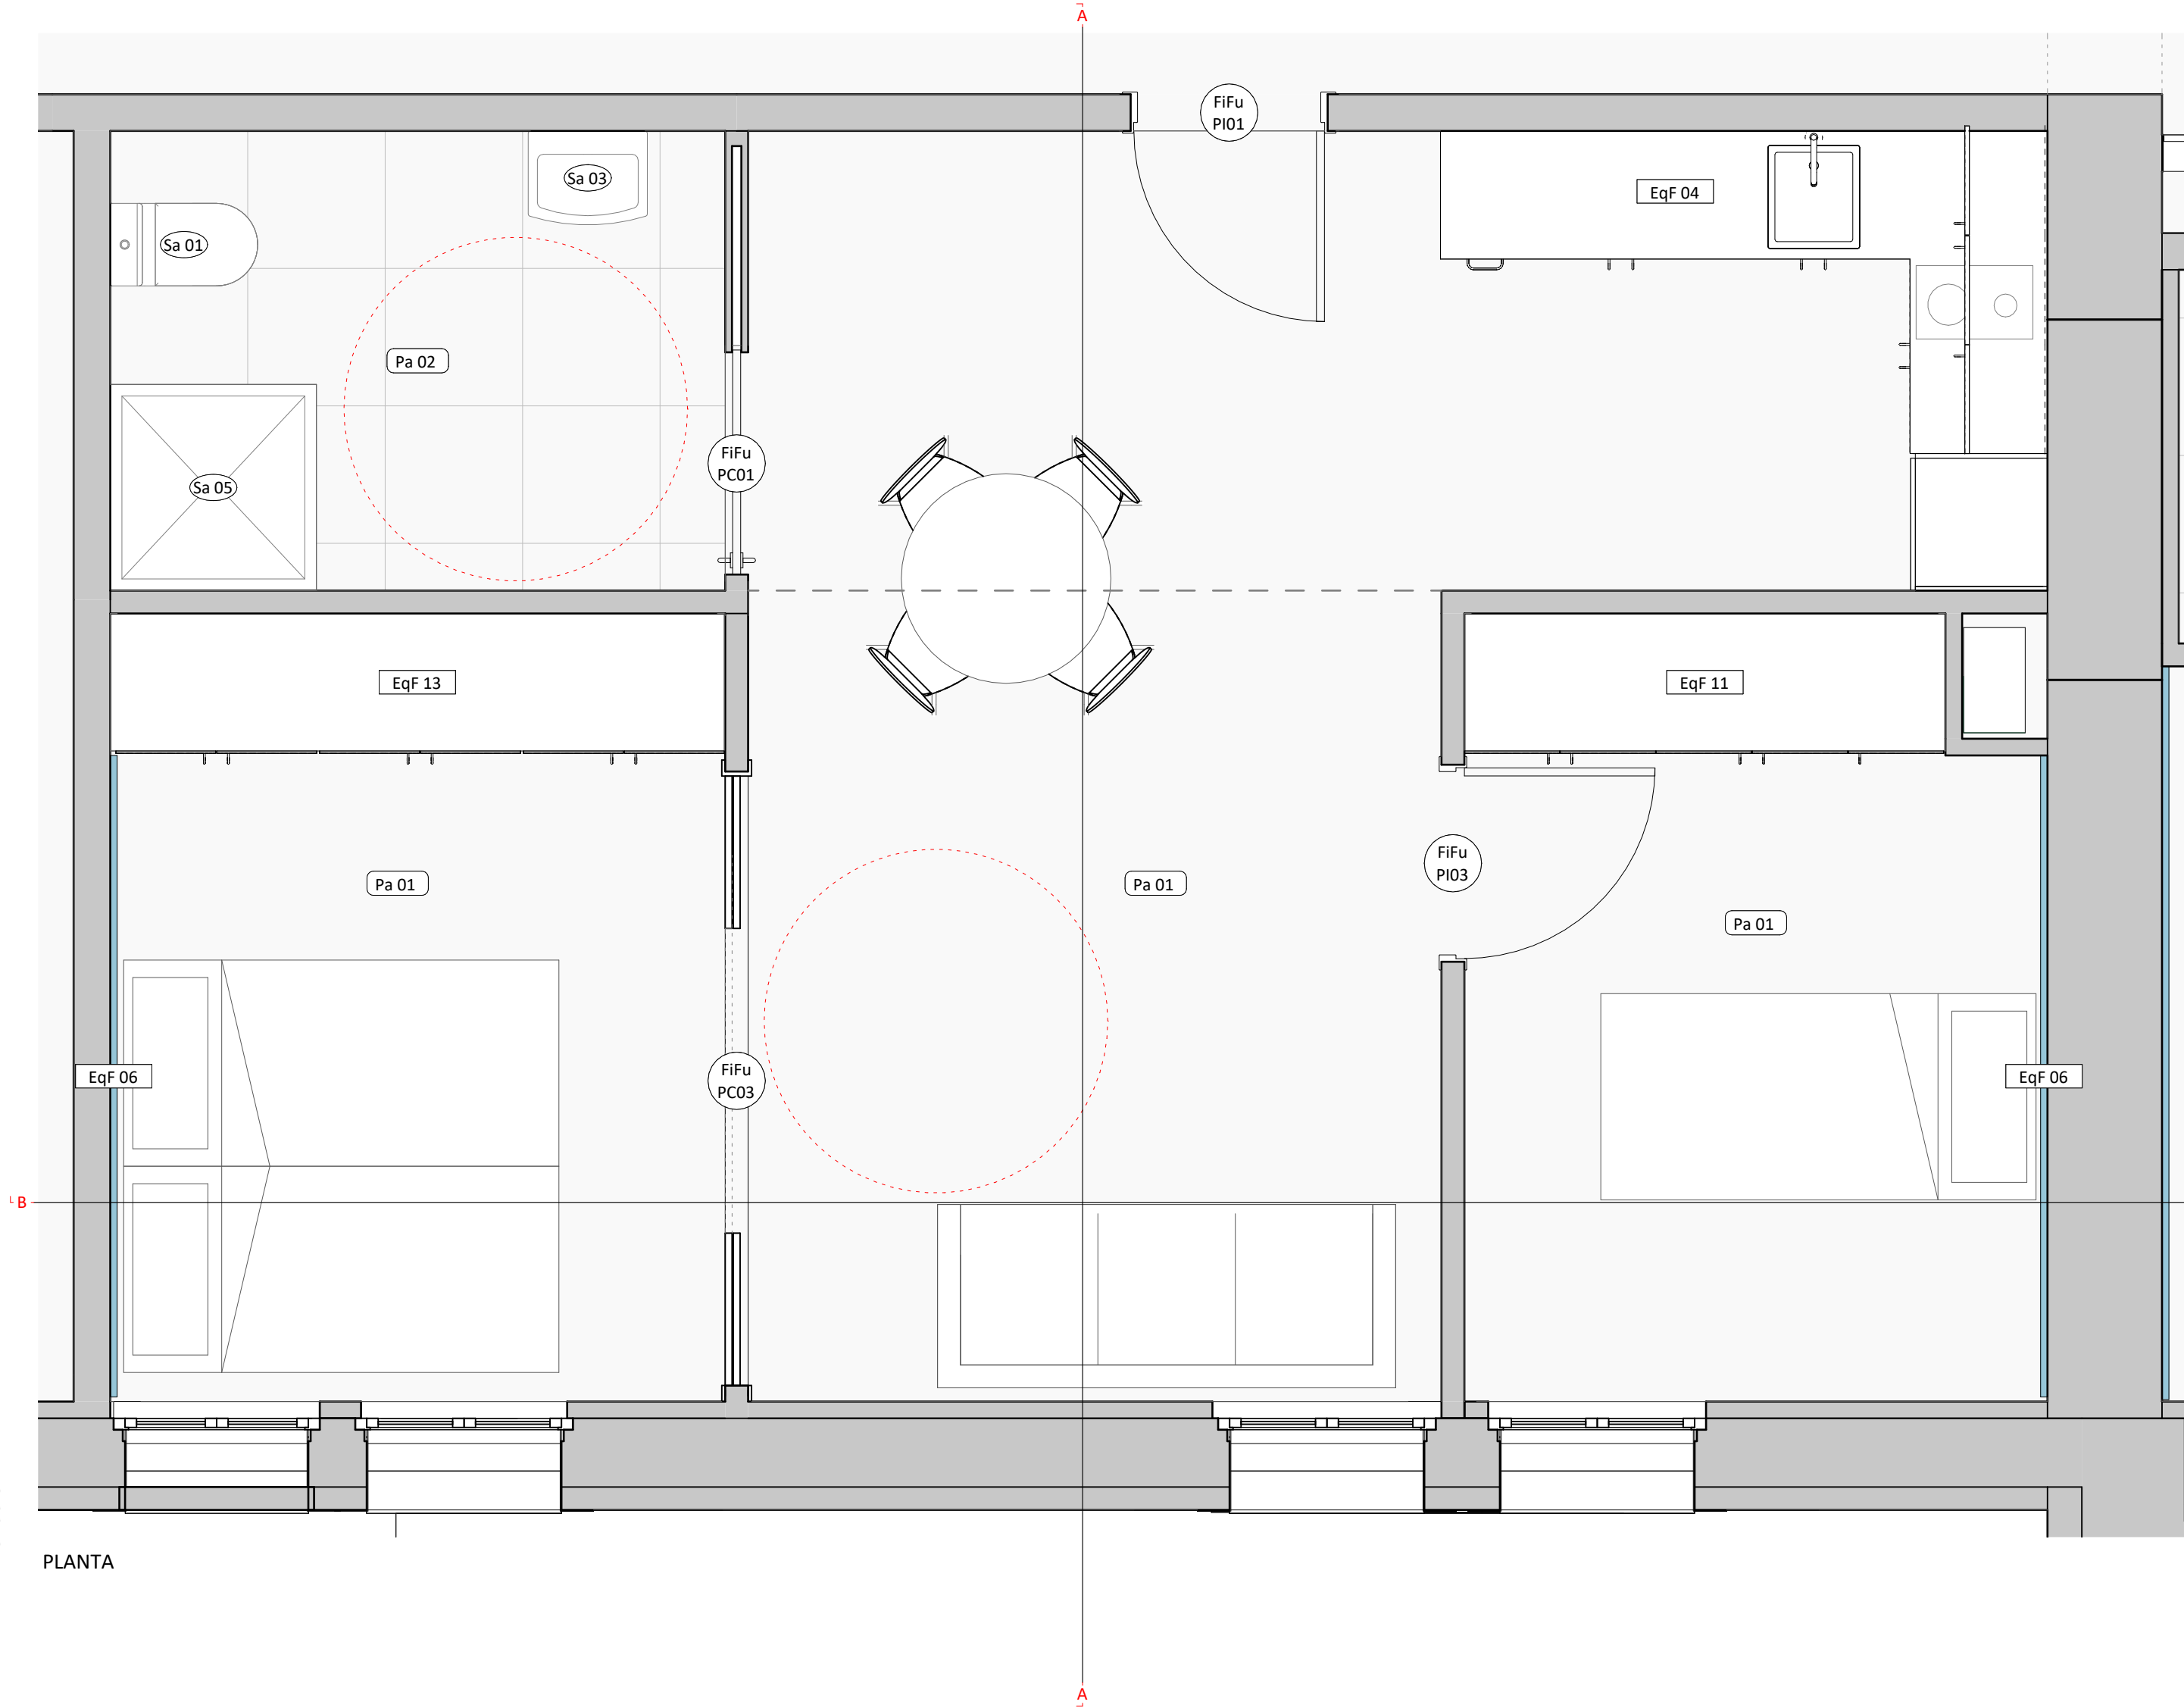 A
FiFu
PI01
Sa 03
EqF 04
Sa 01
Pa 02
FiFu
PC01
Sa 05
EqF 13
EqF 11
FiFu
PI03
Pa 01
Pa 01
Pa 01
EqF 06
FiFu
PC03
EqF 06
B
PLANTA
A